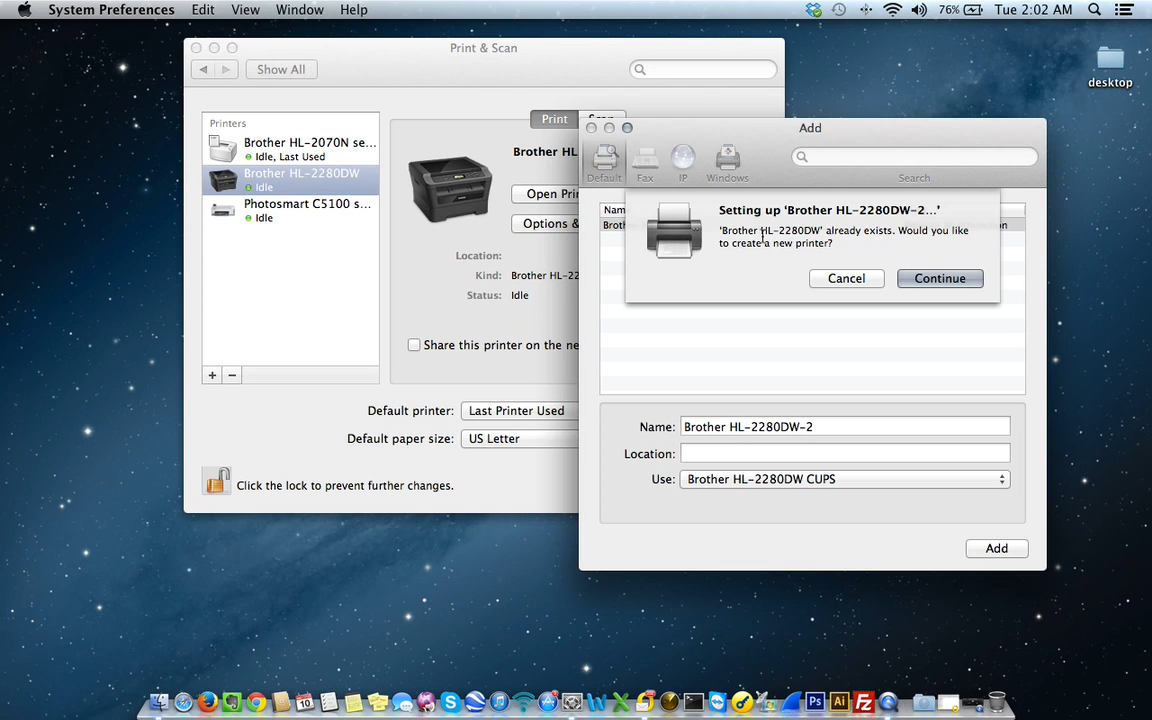 System Preferences Edit View Window Help 76% Tue 2:02 AM
desktop
Print & Scan
Show All
Printers
Brother HL-2070N se...
Idle, Last Used
Brother HL-2280DW
Idle
Photosmart C5100 s...
Idle
Print
Brother HL
Open Prin
Options &
Location:
Kind: Brother HL-22
Status: Idle
Share this printer on the ne
Default printer: Last Printer Used
Default paper size: US Letter
Click the lock to prevent further changes.
Add
Default Fax IP Windows Search
Nam
Broth
Setting up ‘Brother HL-2280DW-2...’
‘Brother HL-2280DW’ already exists. Would you like
to create a new printer?
Cancel Continue
Name: Brother HL-2280DW-2
Location:
Use: Brother HL-2280DW CUPS
Add
Ps Ai Fz